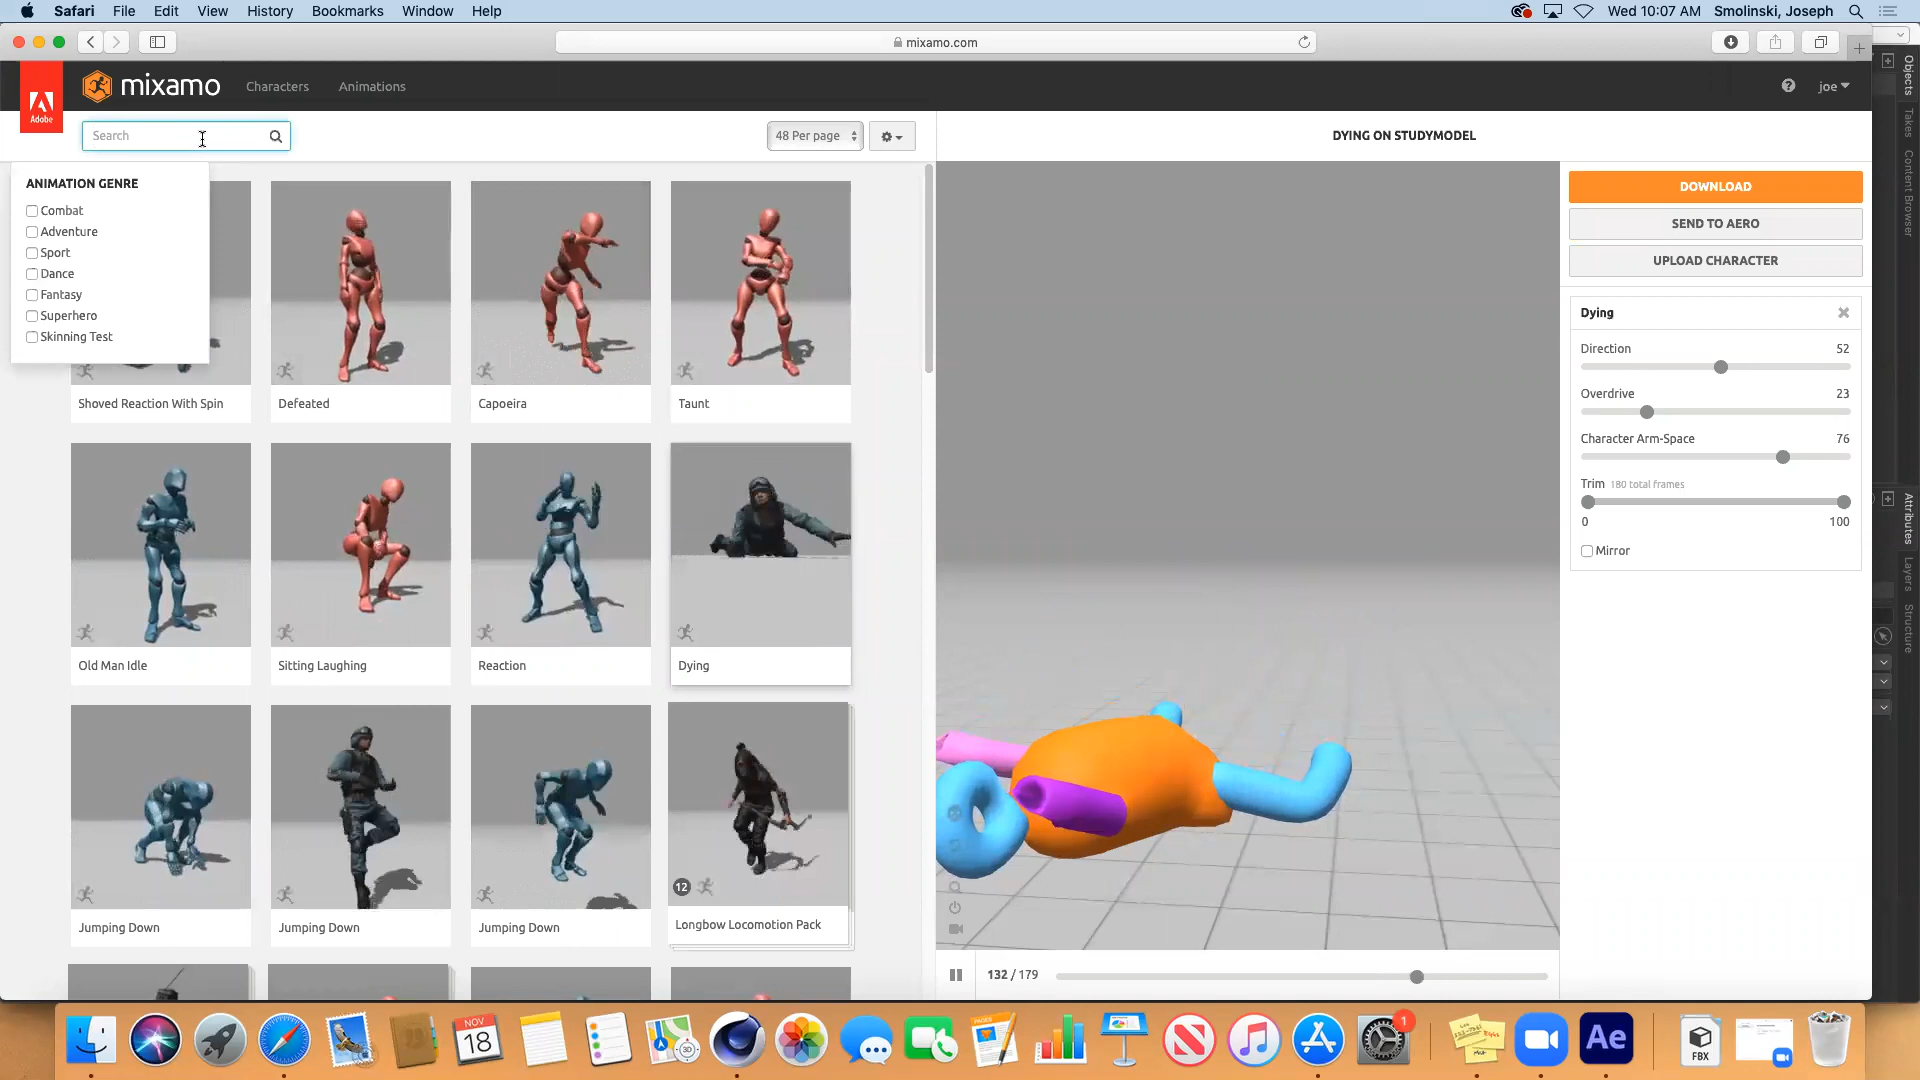 Safari File Edit View History Bookmarks Window Help
Wed 10:07 AM Smolinski, Joseph
mixamo.com
Adobe
mixamo Characters Animations
joe
Search
48 Per page
DYING ON STUDYMODEL
ANIMATION GENRE
Combat
Adventure
Sport
Dance
Fantasy
Superhero
Skinning Test
Shoved Reaction With Spin
Defeated
Capoeira
Taunt
Old Man Idle
Sitting Laughing
Reaction
Dying
Jumping Down
Jumping Down
Jumping Down
12
Longbow Locomotion Pack
132 / 179
DOWNLOAD
SEND TO AERO
UPLOAD CHARACTER
Dying
Direction 52
Overdrive 23
Character Arm-Space 76
Trim 180 total frames
0 100
Mirror
Objects
Takes
Content Browser
Attributes
Layers
Structure
NOV
18
3D
PAGES
1
Ae
FBX